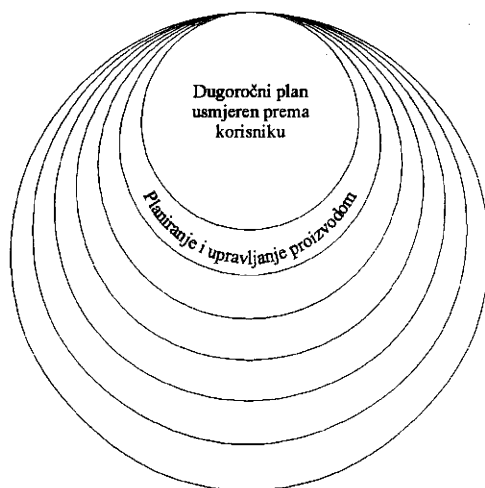 Dugoročni plan
usmjeren prema
korisniku
Planiranje i upravljanje proizvodom